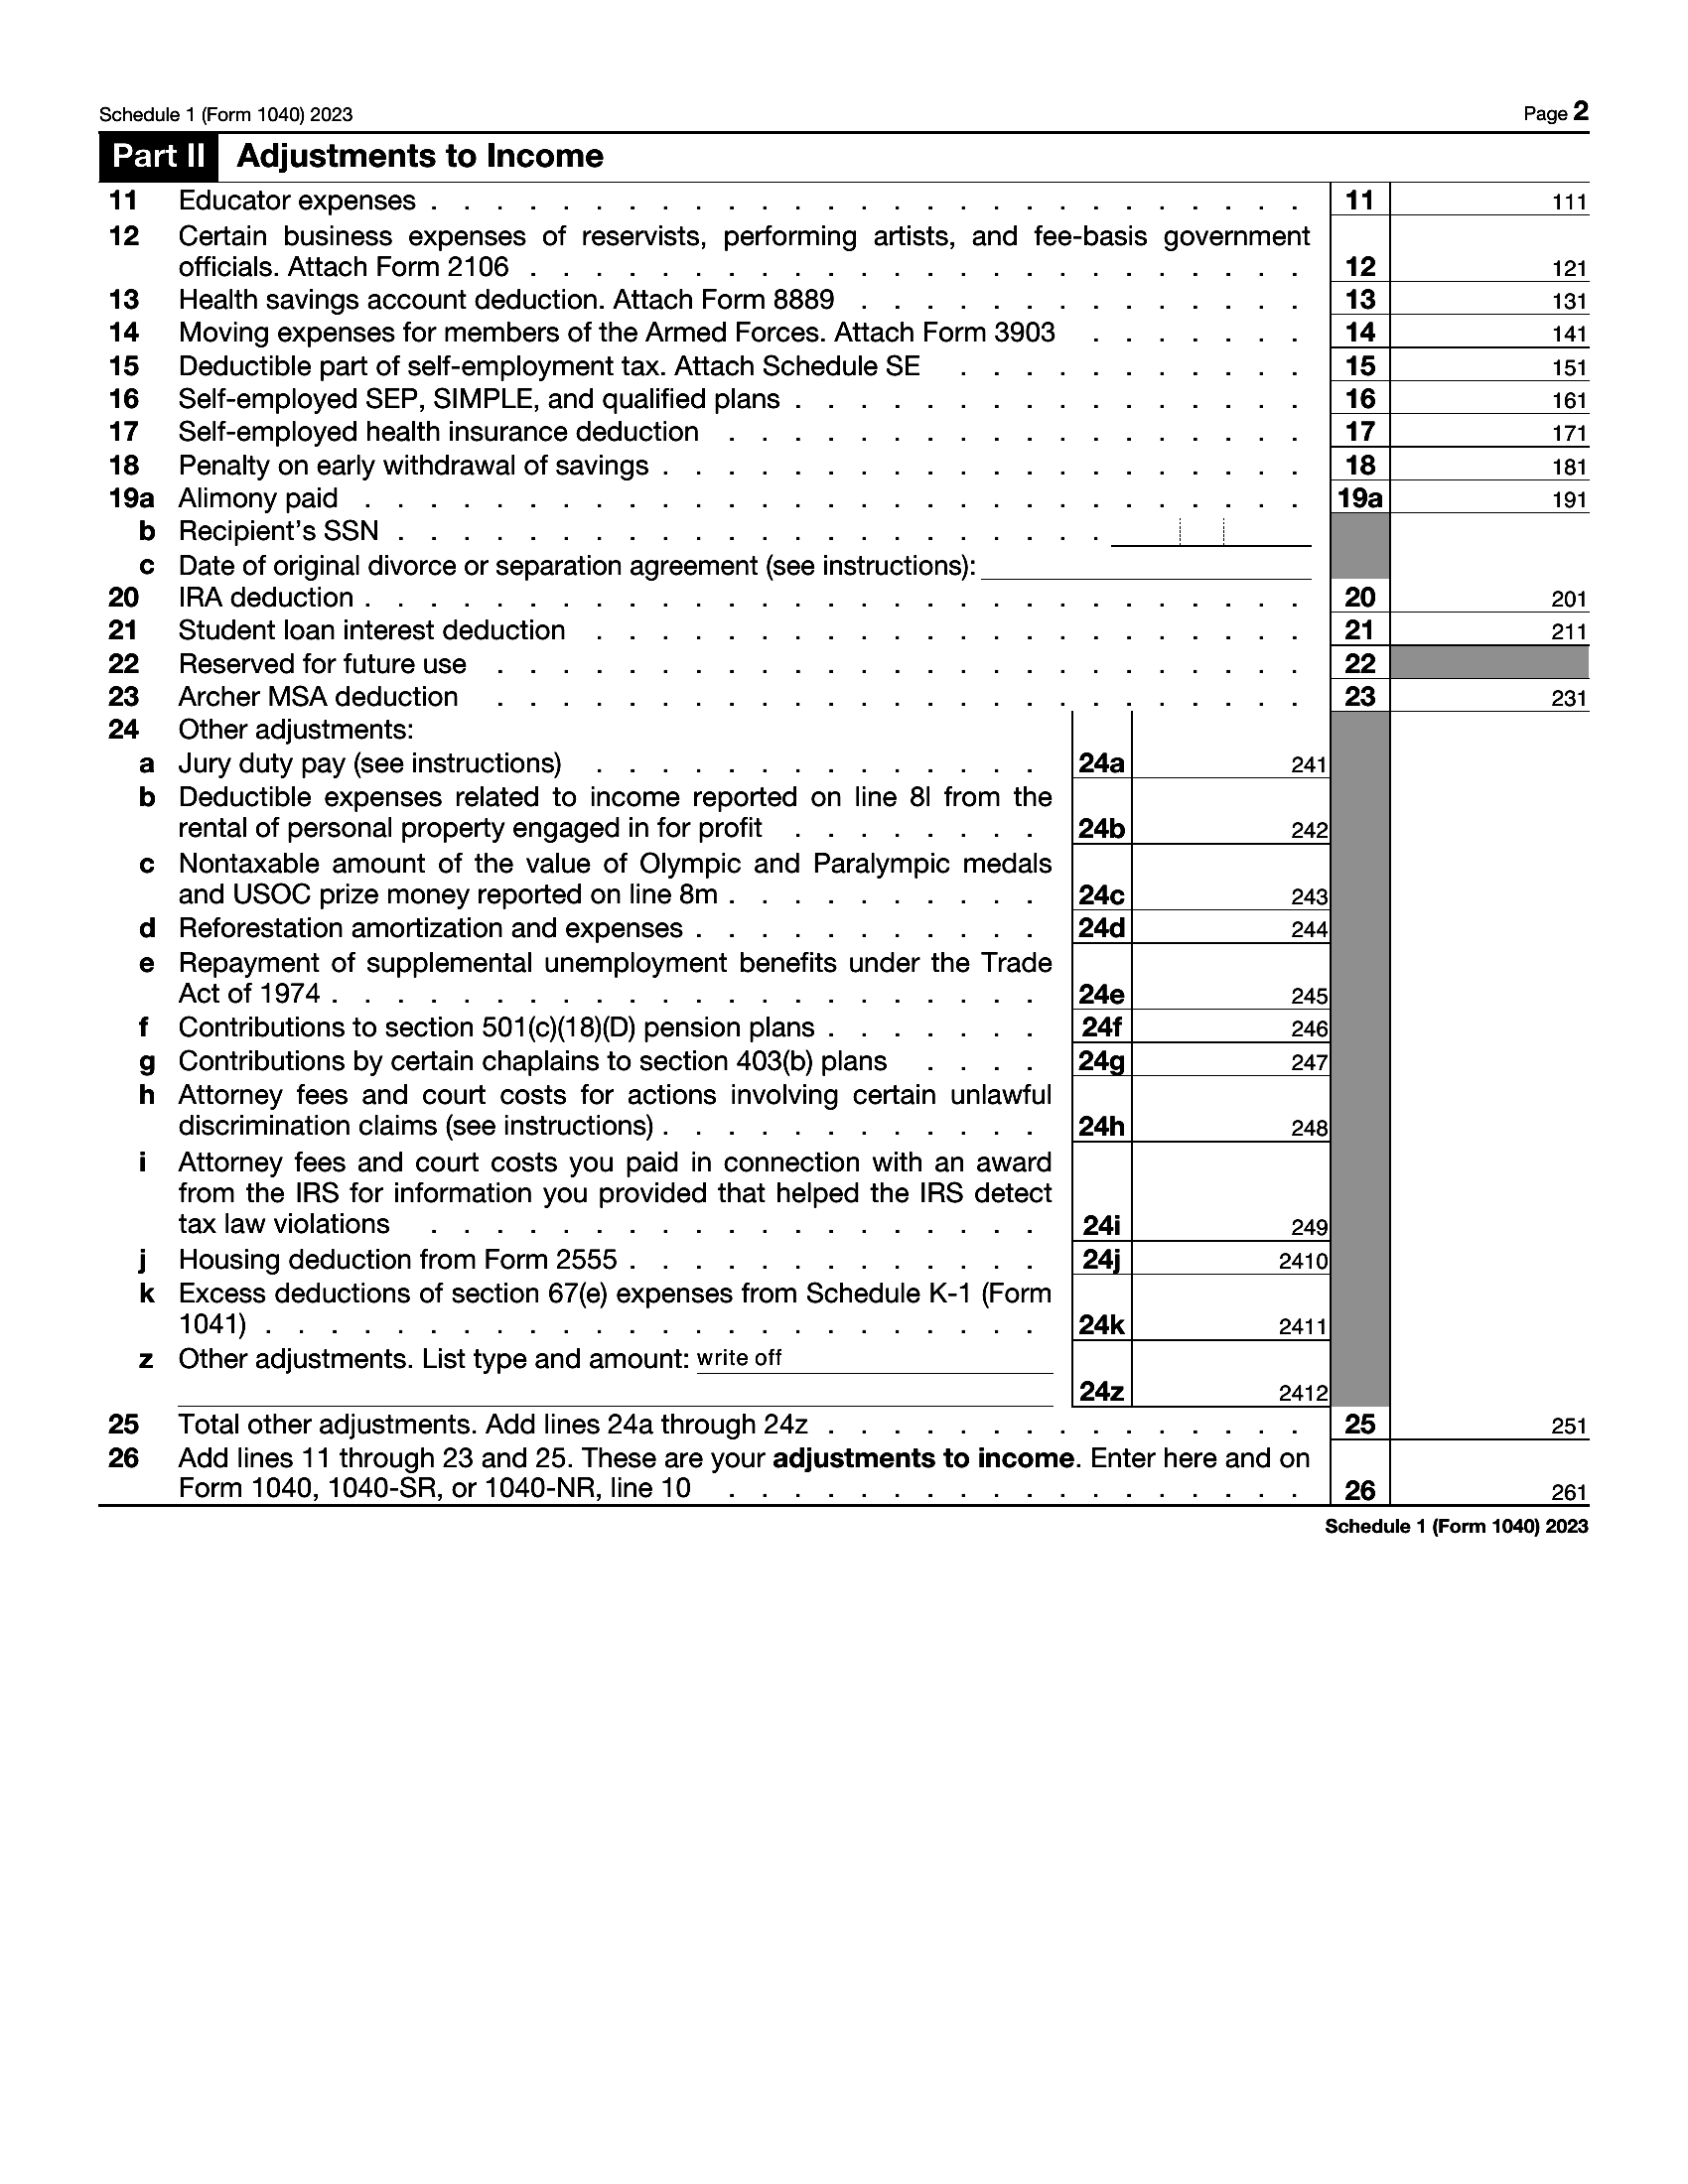 Schedule 1 (Form 1040) 2023 Page 2
Part II Adjustments to Income
11 Educator expenses . . . . . . . . . . . . . . . . . . . . . . . . . . . 11 111
12 Certain business expenses of reservists, performing artists, and fee-basis government
officials. Attach Form 2106 . . . . . . . . . . . . . . . . . . . . . . . . 12 121
13 Health savings account deduction. Attach Form 8889 . . . . . . . . . . . . . . 13 131
14 Moving expenses for members of the Armed Forces. Attach Form 3903 . . . . . . . 14 141
15 Deductible part of self-employment tax. Attach Schedule SE . . . . . . . . . . . 15 151
16 Self-employed SEP, SIMPLE, and qualified plans . . . . . . . . . . . . . . . . 16 161
17 Self-employed health insurance deduction . . . . . . . . . . . . . . . . . . 17 171
18 Penalty on early withdrawal of savings . . . . . . . . . . . . . . . . . . . . 18 181
19a Alimony paid . . . . . . . . . . . . . . . . . . . . . . . . . . . . . 19a 191
b Recipient's SSN . . . . . . . . . . . . . . . . . . . . . .
c Date of original divorce or separation agreement (see instructions):
20 IRA deduction . . . . . . . . . . . . . . . . . . . . . . . . . . . . . 20 201
21 Student loan interest deduction . . . . . . . . . . . . . . . . . . . . . . 21 211
22 Reserved for future use . . . . . . . . . . . . . . . . . . . . . . . . . 22
23 Archer MSA deduction . . . . . . . . . . . . . . . . . . . . . . . . . 23 231
24 Other adjustments:
a Jury duty pay (see instructions) . . . . . . . . . . . . . . 24a 241
b Deductible expenses related to income reported on line 8l from the
rental of personal property engaged in for profit . . . . . . . . 24b 242
c Nontaxable amount of the value of Olympic and Paralympic medals
and USOC prize money reported on line 8m . . . . . . . . . . 24c 243
d Reforestation amortization and expenses . . . . . . . . . . . 24d 244
e Repayment of supplemental unemployment benefits under the Trade
Act of 1974 . . . . . . . . . . . . . . . . . . . . . . 24e 245
f Contributions to section 501(c)(18)(D) pension plans . . . . . . . 24f 246
g Contributions by certain chaplains to section 403(b) plans . . . . 24g 247
h Attorney fees and court costs for actions involving certain unlawful
discrimination claims (see instructions) . . . . . . . . . . . . 24h 248
i Attorney fees and court costs you paid in connection with an award
from the IRS for information you provided that helped the IRS detect
tax law violations . . . . . . . . . . . . . . . . . . . 24i 249
j Housing deduction from Form 2555 . . . . . . . . . . . . . 24j 2410
k Excess deductions of section 67(e) expenses from Schedule K-1 (Form
1041) . . . . . . . . . . . . . . . . . . . . . . . . 24k 2411
z Other adjustments. List type and amount: write off
24z 2412
25 Total other adjustments. Add lines 24a through 24z . . . . . . . . . . . . . . . 25 251
26 Add lines 11 through 23 and 25. These are your adjustments to income. Enter here and on
Form 1040, 1040-SR, or 1040-NR, line 10 . . . . . . . . . . . . . . . . . . 26 261
Schedule 1 (Form 1040) 2023